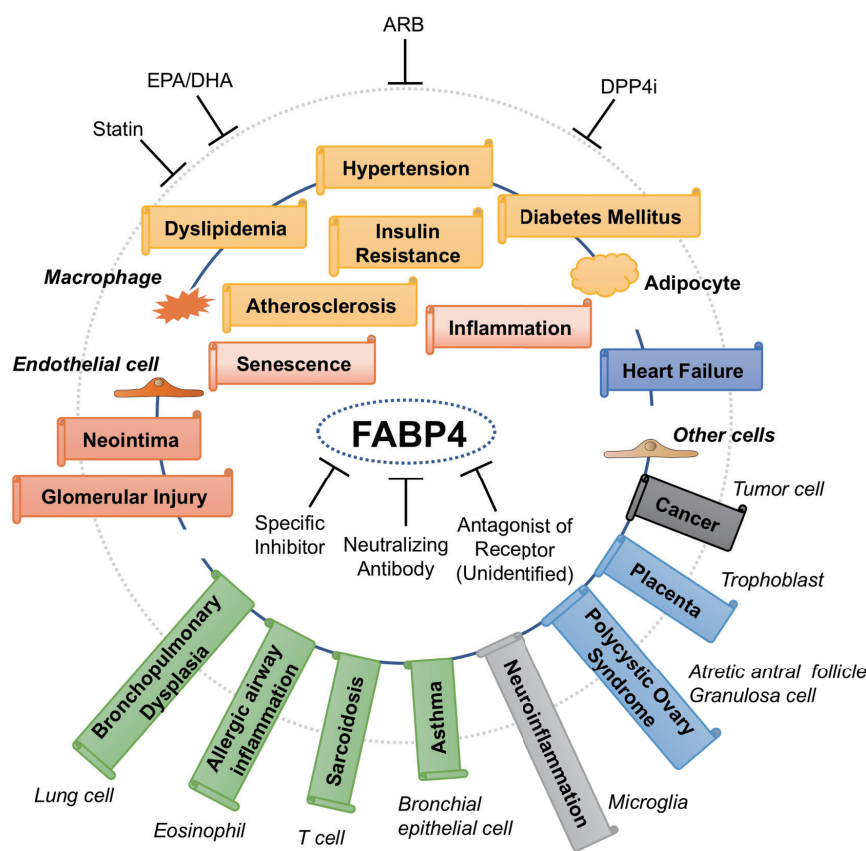 ARB
EPA/DHA
DPP4i
Statin
Hypertension
Dyslipidemia
Insulin
Resistance
Diabetes Mellitus
Macrophage
Adipocyte
Atherosclerosis
Inflammation
Endothelial cell
Senescence
Heart Failure
Neointima
FABP4
Other cells
Glomerular Injury
Tumor cell
Cancer
Specific
Inhibitor
Neutralizing
Antibody
Antagonist of
Receptor
(Unidentified)
Placenta
Trophoblast
Bronchopulmonary
Dysplasia
Allergic airway
inflammation
Sarcoidosis
Asthma
Neuroinflammation
Polycystic Ovary
Syndrome
Atretic antral follicle
Granulosa cell
Lung cell
Eosinophil
T cell
Bronchial
epithelial cell
Microglia